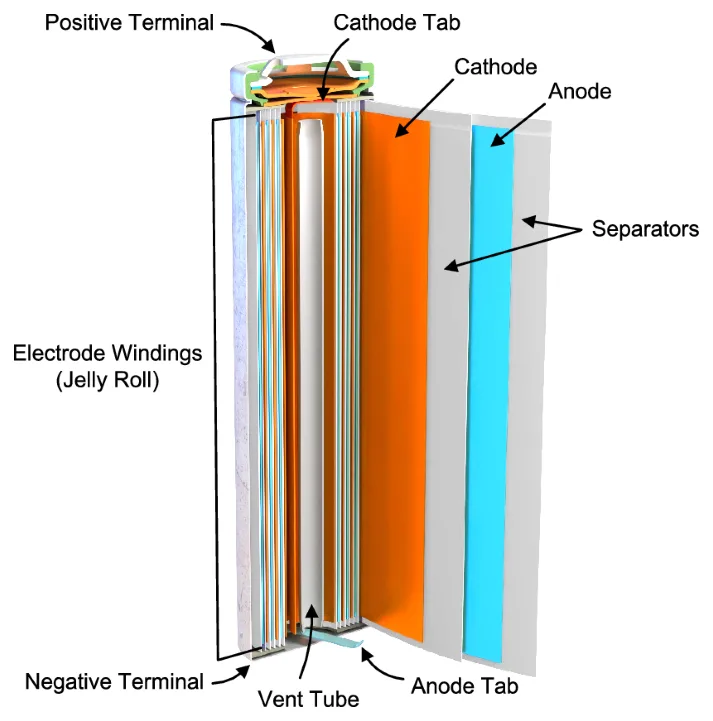 Positive Terminal
Cathode Tab
Cathode
Anode
Separators
Electrode Windings
(Jelly Roll)
Negative Terminal
Vent Tube
Anode Tab